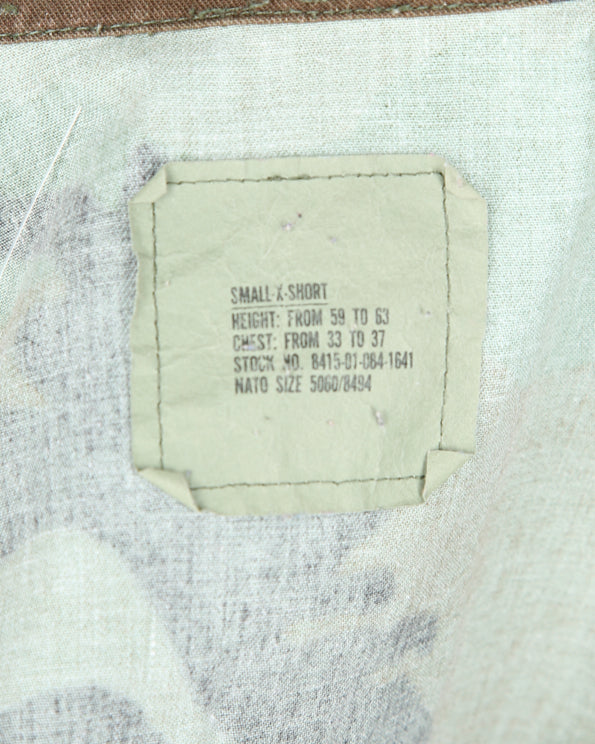 SMALL-X-SHORT
HEIGHT: FROM 59 TO 63
CHEST: FROM 33 TO 37
STOCK NO. 8415-01-084-1641
NATO SIZE 5060/8494